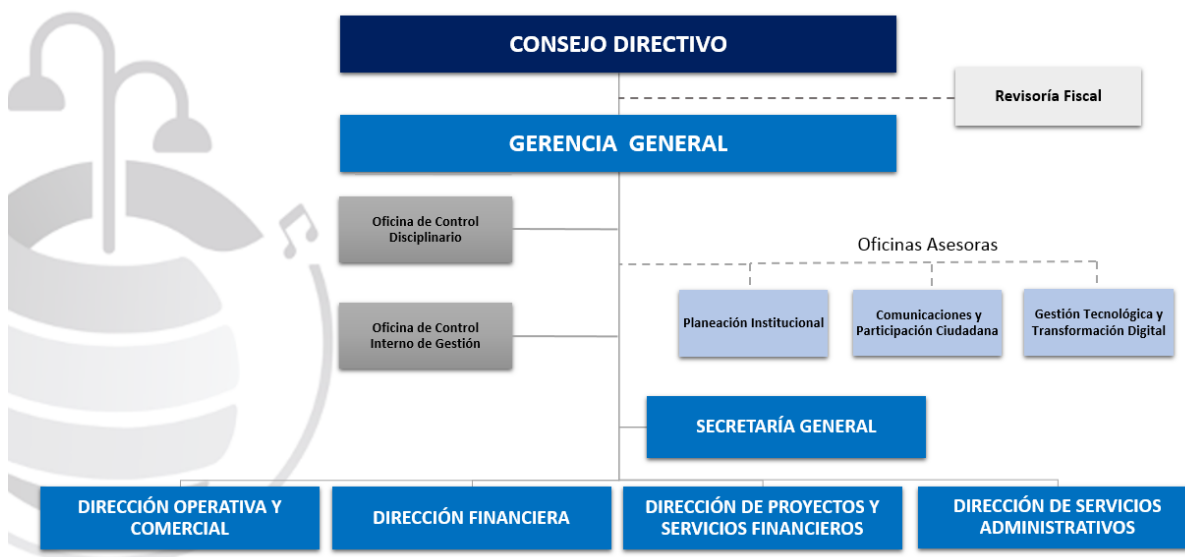 CONSEJO DIRECTIVO
Revisoría Fiscal
GERENCIA GENERAL
Oficina de Control
Disciplinario
Oficinas Asesoras
Oficina de Control
Interno de Gestión
Planeación Institucional
Comunicaciones y
Participación Ciudadana
Gestión Tecnológica y
Transformación Digital
SECRETARÍA GENERAL
DIRECCIÓN OPERATIVA Y
COMERCIAL
DIRECCIÓN FINANCIERA
DIRECCIÓN DE PROYECTOS Y
SERVICIOS FINANCIEROS
DIRECCIÓN DE SERVICIOS
ADMINISTRATIVOS